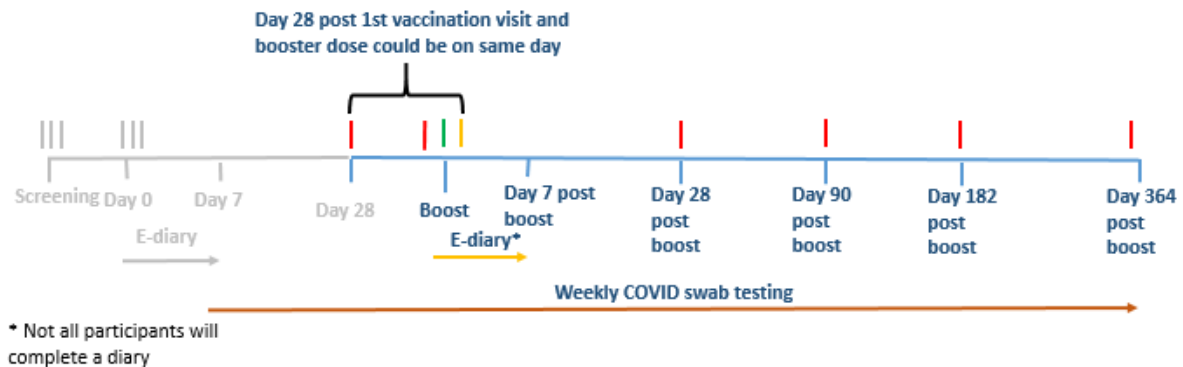 Day 28 post 1st vaccination visit and
booster dose could be on same day
Screening
Day 0
Day 7
Day 28
Boost
Day 7 post
boost
Day 28
post
boost
Day 90
post
boost
Day 182
post
boost
Day 364
post
boost
E-diary
E-diary*
Weekly COVID swab testing
* Not all participants will
complete a diary